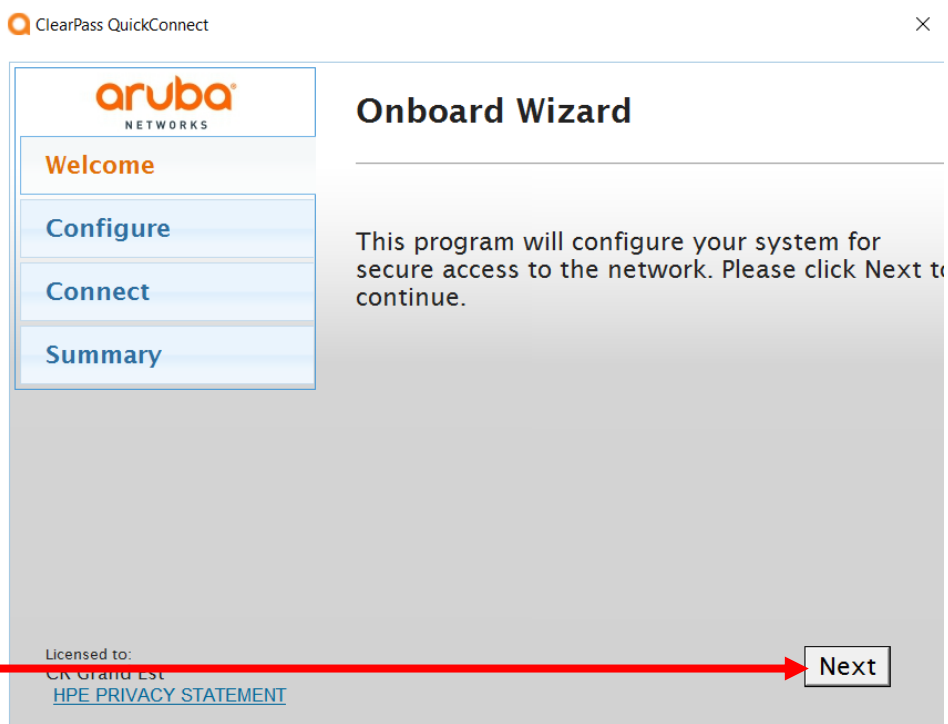 ClearPass QuickConnect
aruba
NETWORKS
Welcome
Configure
Connect
Summary
Onboard Wizard
This program will configure your system for
secure access to the network. Please click Next to
continue.
Licensed to:
CR Grand Est
HPE PRIVACY STATEMENT
Next